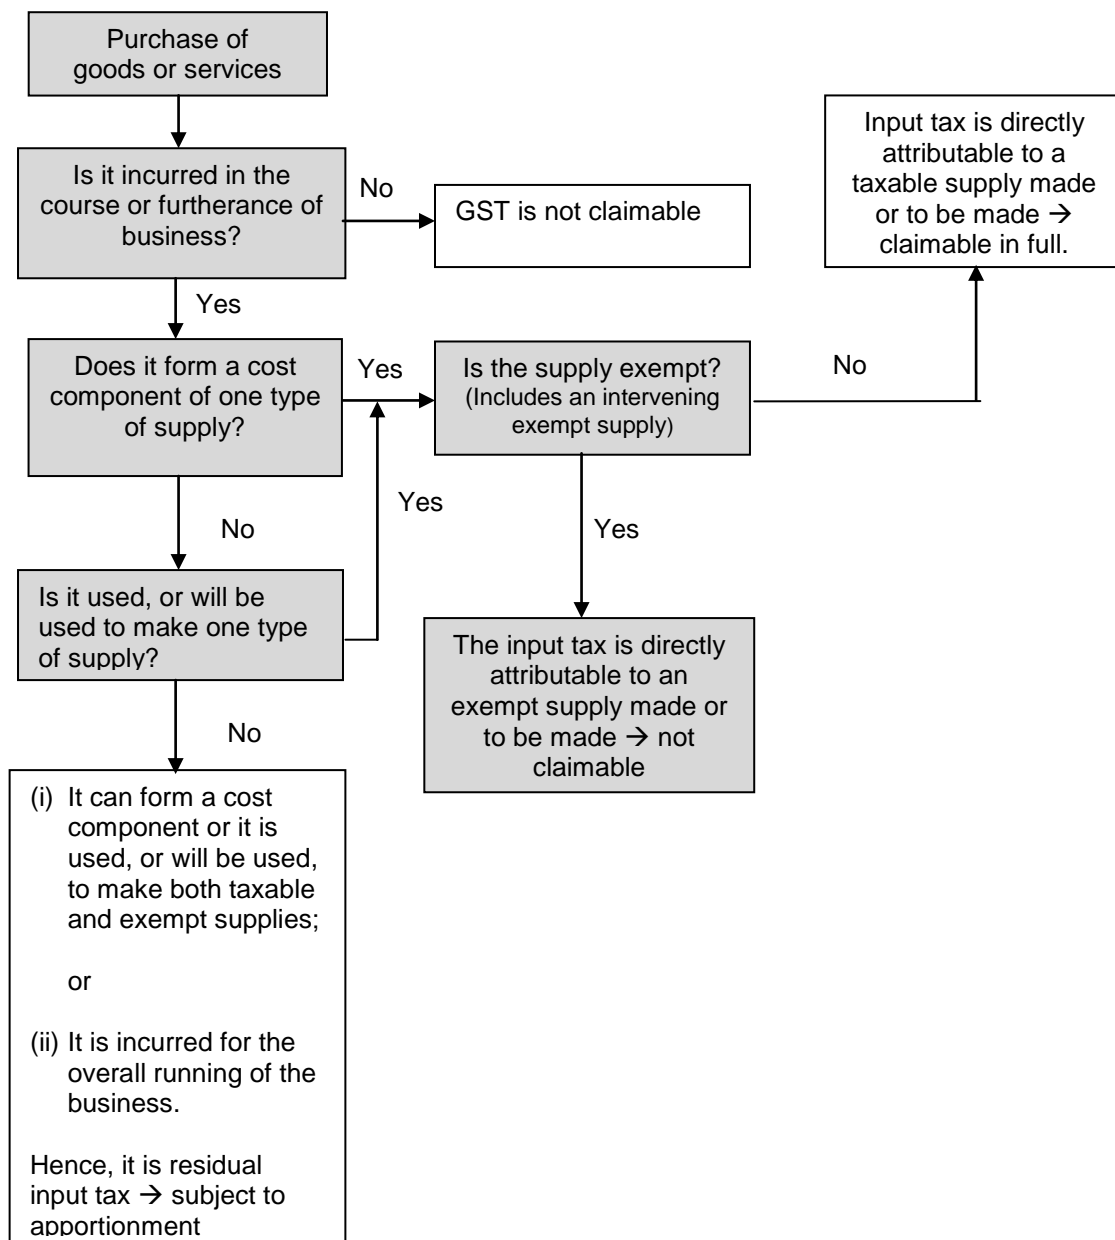 Purchase of
goods or services
Is it incurred in the
course or furtherance of
business?
No
GST is not claimable
Input tax is directly
attributable to a
taxable supply made
or to be made →
claimable in full.
Yes
Does it form a cost
component of one type
of supply?
Yes
Is the supply exempt?
(Includes an intervening
exempt supply)
No
Yes
No
Yes
Is it used, or will be
used to make one type
of supply?
The input tax is directly
attributable to an
exempt supply made or
to be made → not
claimable
No
(i) It can form a cost
component or it is
used, or will be used,
to make both taxable
and exempt supplies;
or
(ii) It is incurred for the
overall running of the
business.
Hence, it is residual
input tax → subject to
apportionment